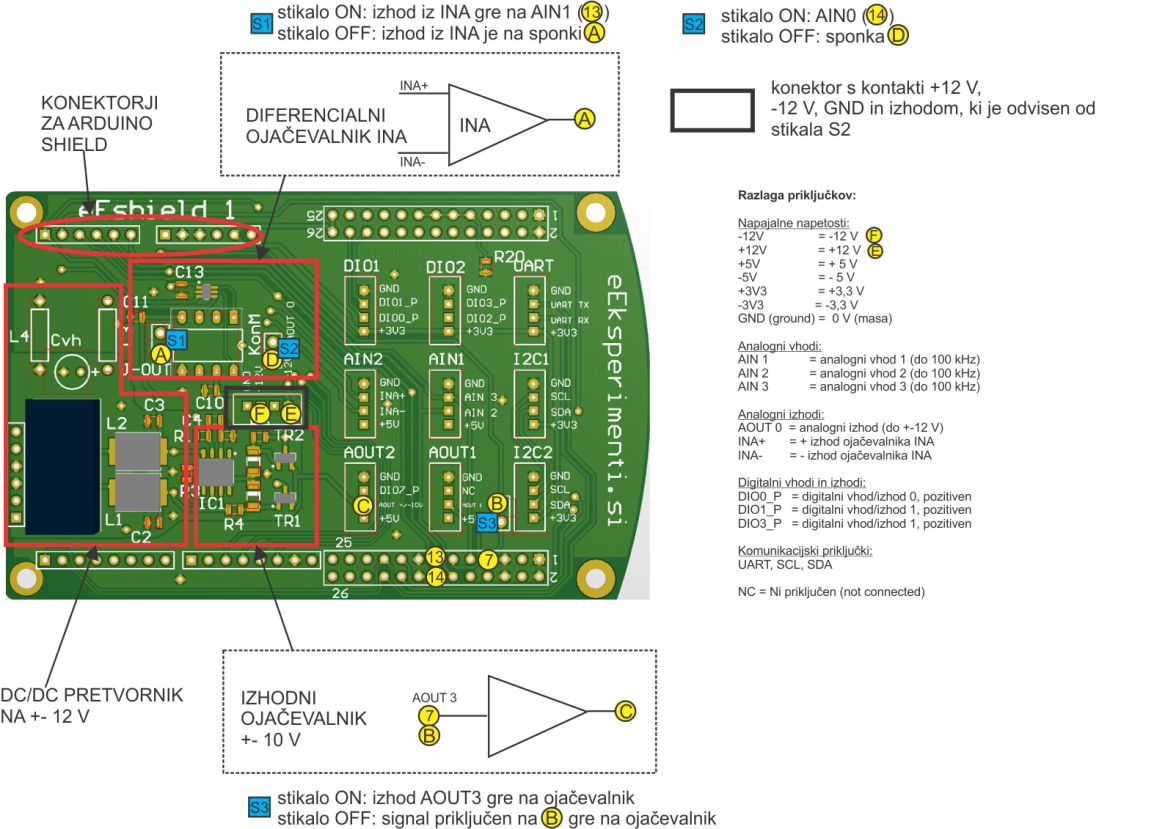 S1 stikalo ON: izhod iz INA gre na AIN1 (13)
stikalo OFF: izhod iz INA je na sponki A
S2 stikalo ON: AIN0 (14)
stikalo OFF: sponka D
konektor s kontakti +12 V,
-12 V, GND in izhodom, ki je odvisen od
stikala S2
KONEKTORJI
ZA ARDUINO
SHIELD
DIFERENCIALNI
OJAČEVALNIK INA
INA+
INA
INA-
A
Razlaga priključkov:
Napajalne napetosti:
-12V = -12 V F
+12V = +12 V E
+5V = + 5 V
-5V = - 5 V
+3V3 = +3,3 V
-3V3 = -3,3 V
GND (ground) = 0 V (masa)
Analogni vhodi:
AIN 1 = analogni vhod 1 (do 100 kHz)
AIN 2 = analogni vhod 2 (do 100 kHz)
AIN 3 = analogni vhod 3 (do 100 kHz)
Analogni izhodi:
AOUT 0 = analogni izhod (do +-12 V)
INA+ = + izhod ojačevalnika INA
INA- = - izhod ojačevalnika INA
Digitalni vhodi in izhodi:
DIO0_P = digitalni vhod/izhod 0, pozitiven
DIO1_P = digitalni vhod/izhod 1, pozitiven
DIO3_P = digitalni vhod/izhod 1, pozitiven
Komunikacijski priključki:
UART, SCL, SDA
NC = Ni priključen (not connected)
eEshield 1
25
1
26
2
R20
C13
DIO1
GND
DIO1_P
DIO0_P
+3V3
DIO2
GND
DIO3_P
DIO2_P
+3V3
UART
GND
UART TX
UART RX
+3V3
C11
L4
Cvh
+
J-OUT
S1
A
KonM
AOUT 0
S2
D
AIN2
GND
INA+
INA-
+5V
AIN1
GND
AIN 3
AIN 2
+5V
I2C1
GND
SCL
SDA
+3V3
C10
F
E
C3
L2
C4
TR2
R3
IC1
R4
TR1
L1
C2
AOUT2
GND
DIO7_P
AOUT +/-10V
+5V
C
AOUT1
GND
NC
AOUT 1
+5
B
S3
I2C2
GND
SCL
SDA
+3V3
eEksperimenti.si
25
13
7
1
14
2
26
DC/DC PRETVORNIK
NA +- 12 V
IZHODNI
OJAČEVALNIK
+- 10 V
AOUT 3
7
B
C
S3 stikalo ON: izhod AOUT3 gre na ojačevalnik
stikalo OFF: signal priključen na B gre na ojačevalnik